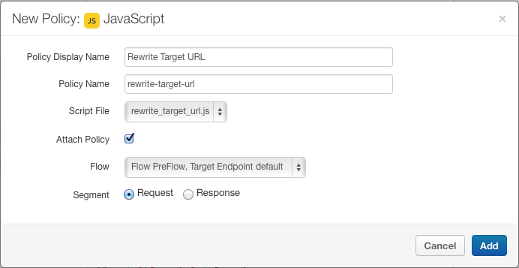 New Policy: JS JavaScript ×
Policy Display Name Rewrite Target URL
Policy Name rewrite-target-url
Script File rewrite_target_url.js
Attach Policy
Flow Flow PreFlow, Target Endpoint default
Segment Request Response
Cancel Add